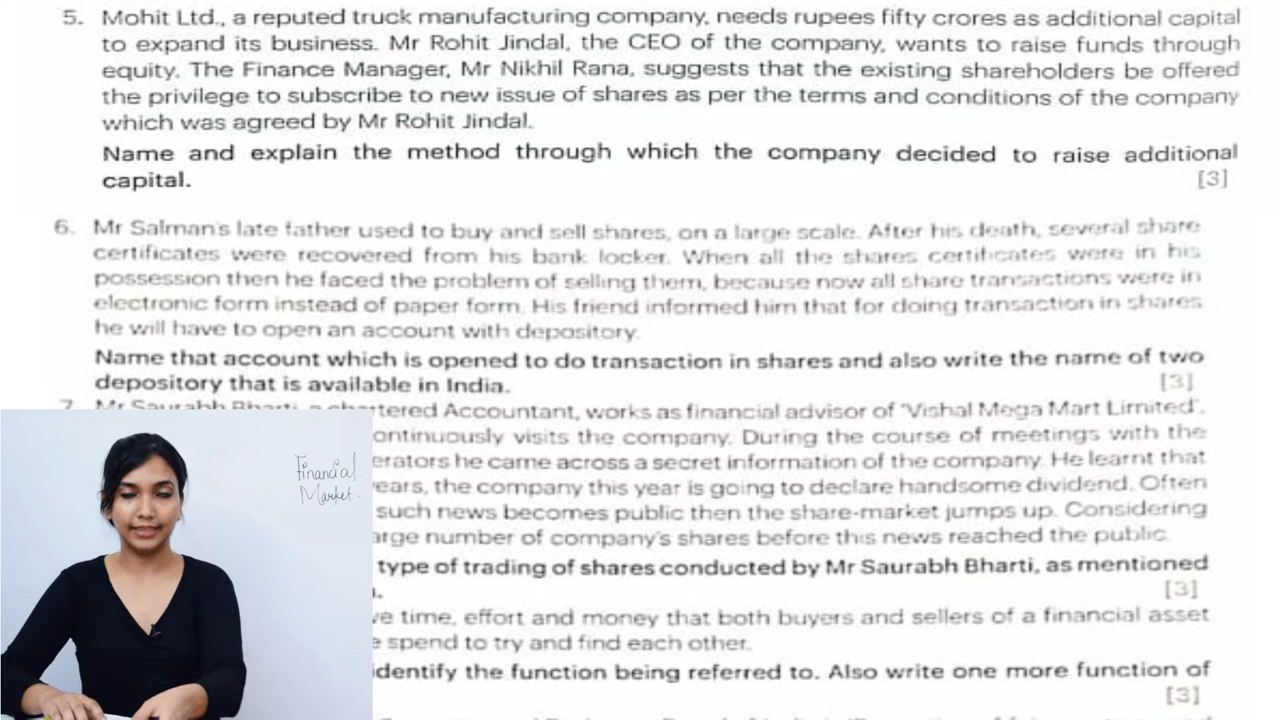 5. Mohit Ltd., a reputed truck manufacturing company, needs rupees fifty crores as additional capital
to expand its business. Mr Rohit Jindal, the CEO of the company, wants to raise funds through
equity. The Finance Manager, Mr Nikhil Rana, suggests that the existing shareholders be offered
the privilege to subscribe to new issue of shares as per the terms and conditions of the company
which was agreed by Mr Rohit Jindal.
Name and explain the method through which the company decided to raise additional
capital. [3]
6. Mr Salman's late father used to buy and sell shares, on a large scale. After his death, several share
certificates were recovered from his bank locker. When all the shares certificates were in his
possession then he faced the problem of selling them, because now all share transactions were in
electronic form instead of paper form. His friend informed him that for doing transaction in shares
he will have to open an account with depository.
Name that account which is opened to do transaction in shares and also write the name of two
depository that is available in India. [3]
7. Mr Saurabh Bharti, a chartered Accountant, works as financial advisor of 'Vishal Mega Mart Limited'.
ontinuously visits the company. During the course of meetings with the
erators he came across a secret information of the company. He learnt that
ears, the company this year is going to declare handsome dividend. Often
such news becomes public then the share-market jumps up. Considering
arge number of company's shares before this news reached the public.
type of trading of shares conducted by Mr Saurabh Bharti, as mentioned
[3]
e time, effort and money that both buyers and sellers of a financial asset
spend to try and find each other.
identify the function being referred to. Also write one more function of
[3]
Financial
Market